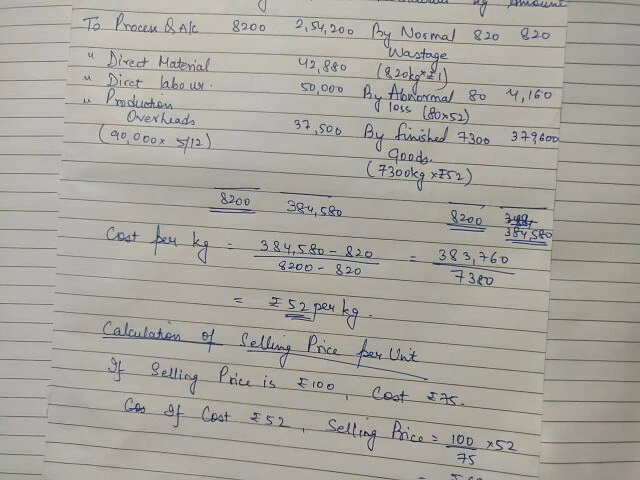 Amount
To Process Q A/c 8200 2,54,200 By Normal 820 820
Wastage
(820kg × ₹1)
" Direct Material 42,880
" Dirct labour. 50,000 By Abnormal 80 4,160
loss (80×52)
" Production
Overheads 37,500 By finished 7300 379600
(90,000 × 5/12) Goods.
(7300kg × ₹52)
8200 384,580 8200 384,580
Cost per kg = 384,580 - 820 / 8200 - 820 = 383,760 / 7380
= ₹52 per kg.
Calculation of Selling Price per Unit
If Selling Price is ₹100, Cost ₹75.
If Cost ₹52, Selling Price = 100 / 75 × 52